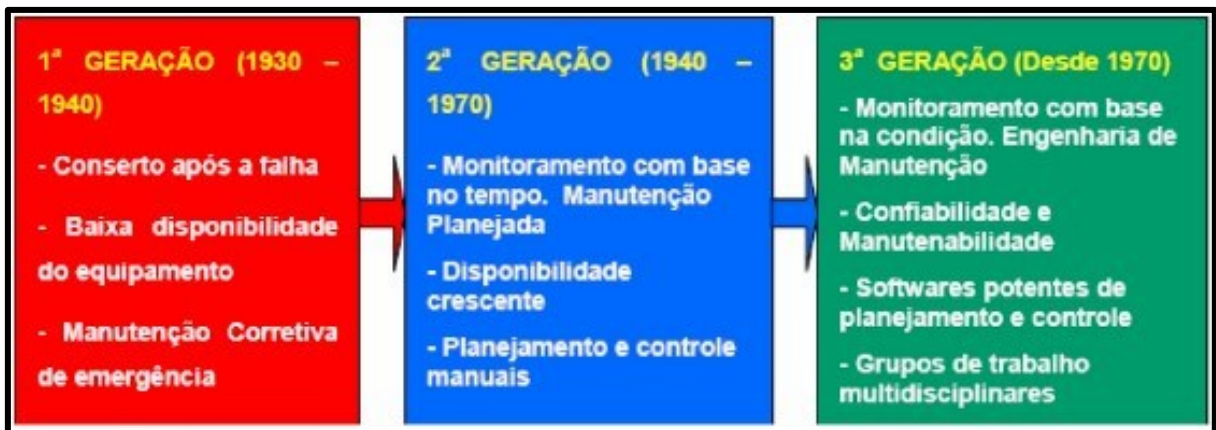 1ª GERAÇÃO (1930 –
1940)
- Conserto após a falha
- Baixa disponibilidade
do equipamento
- Manutenção Corretiva
de emergência
2ª GERAÇÃO (1940 –
1970)
- Monitoramento com base
no tempo. Manutenção
Planejada
- Disponibilidade
crescente
- Planejamento e controle
manuais
3ª GERAÇÃO (Desde 1970)
- Monitoramento com base
na condição. Engenharia de
Manutenção
- Confiabilidade e
Manutenabilidade
- Softwares potentes de
planejamento e controle
- Grupos de trabalho
multidisciplinares